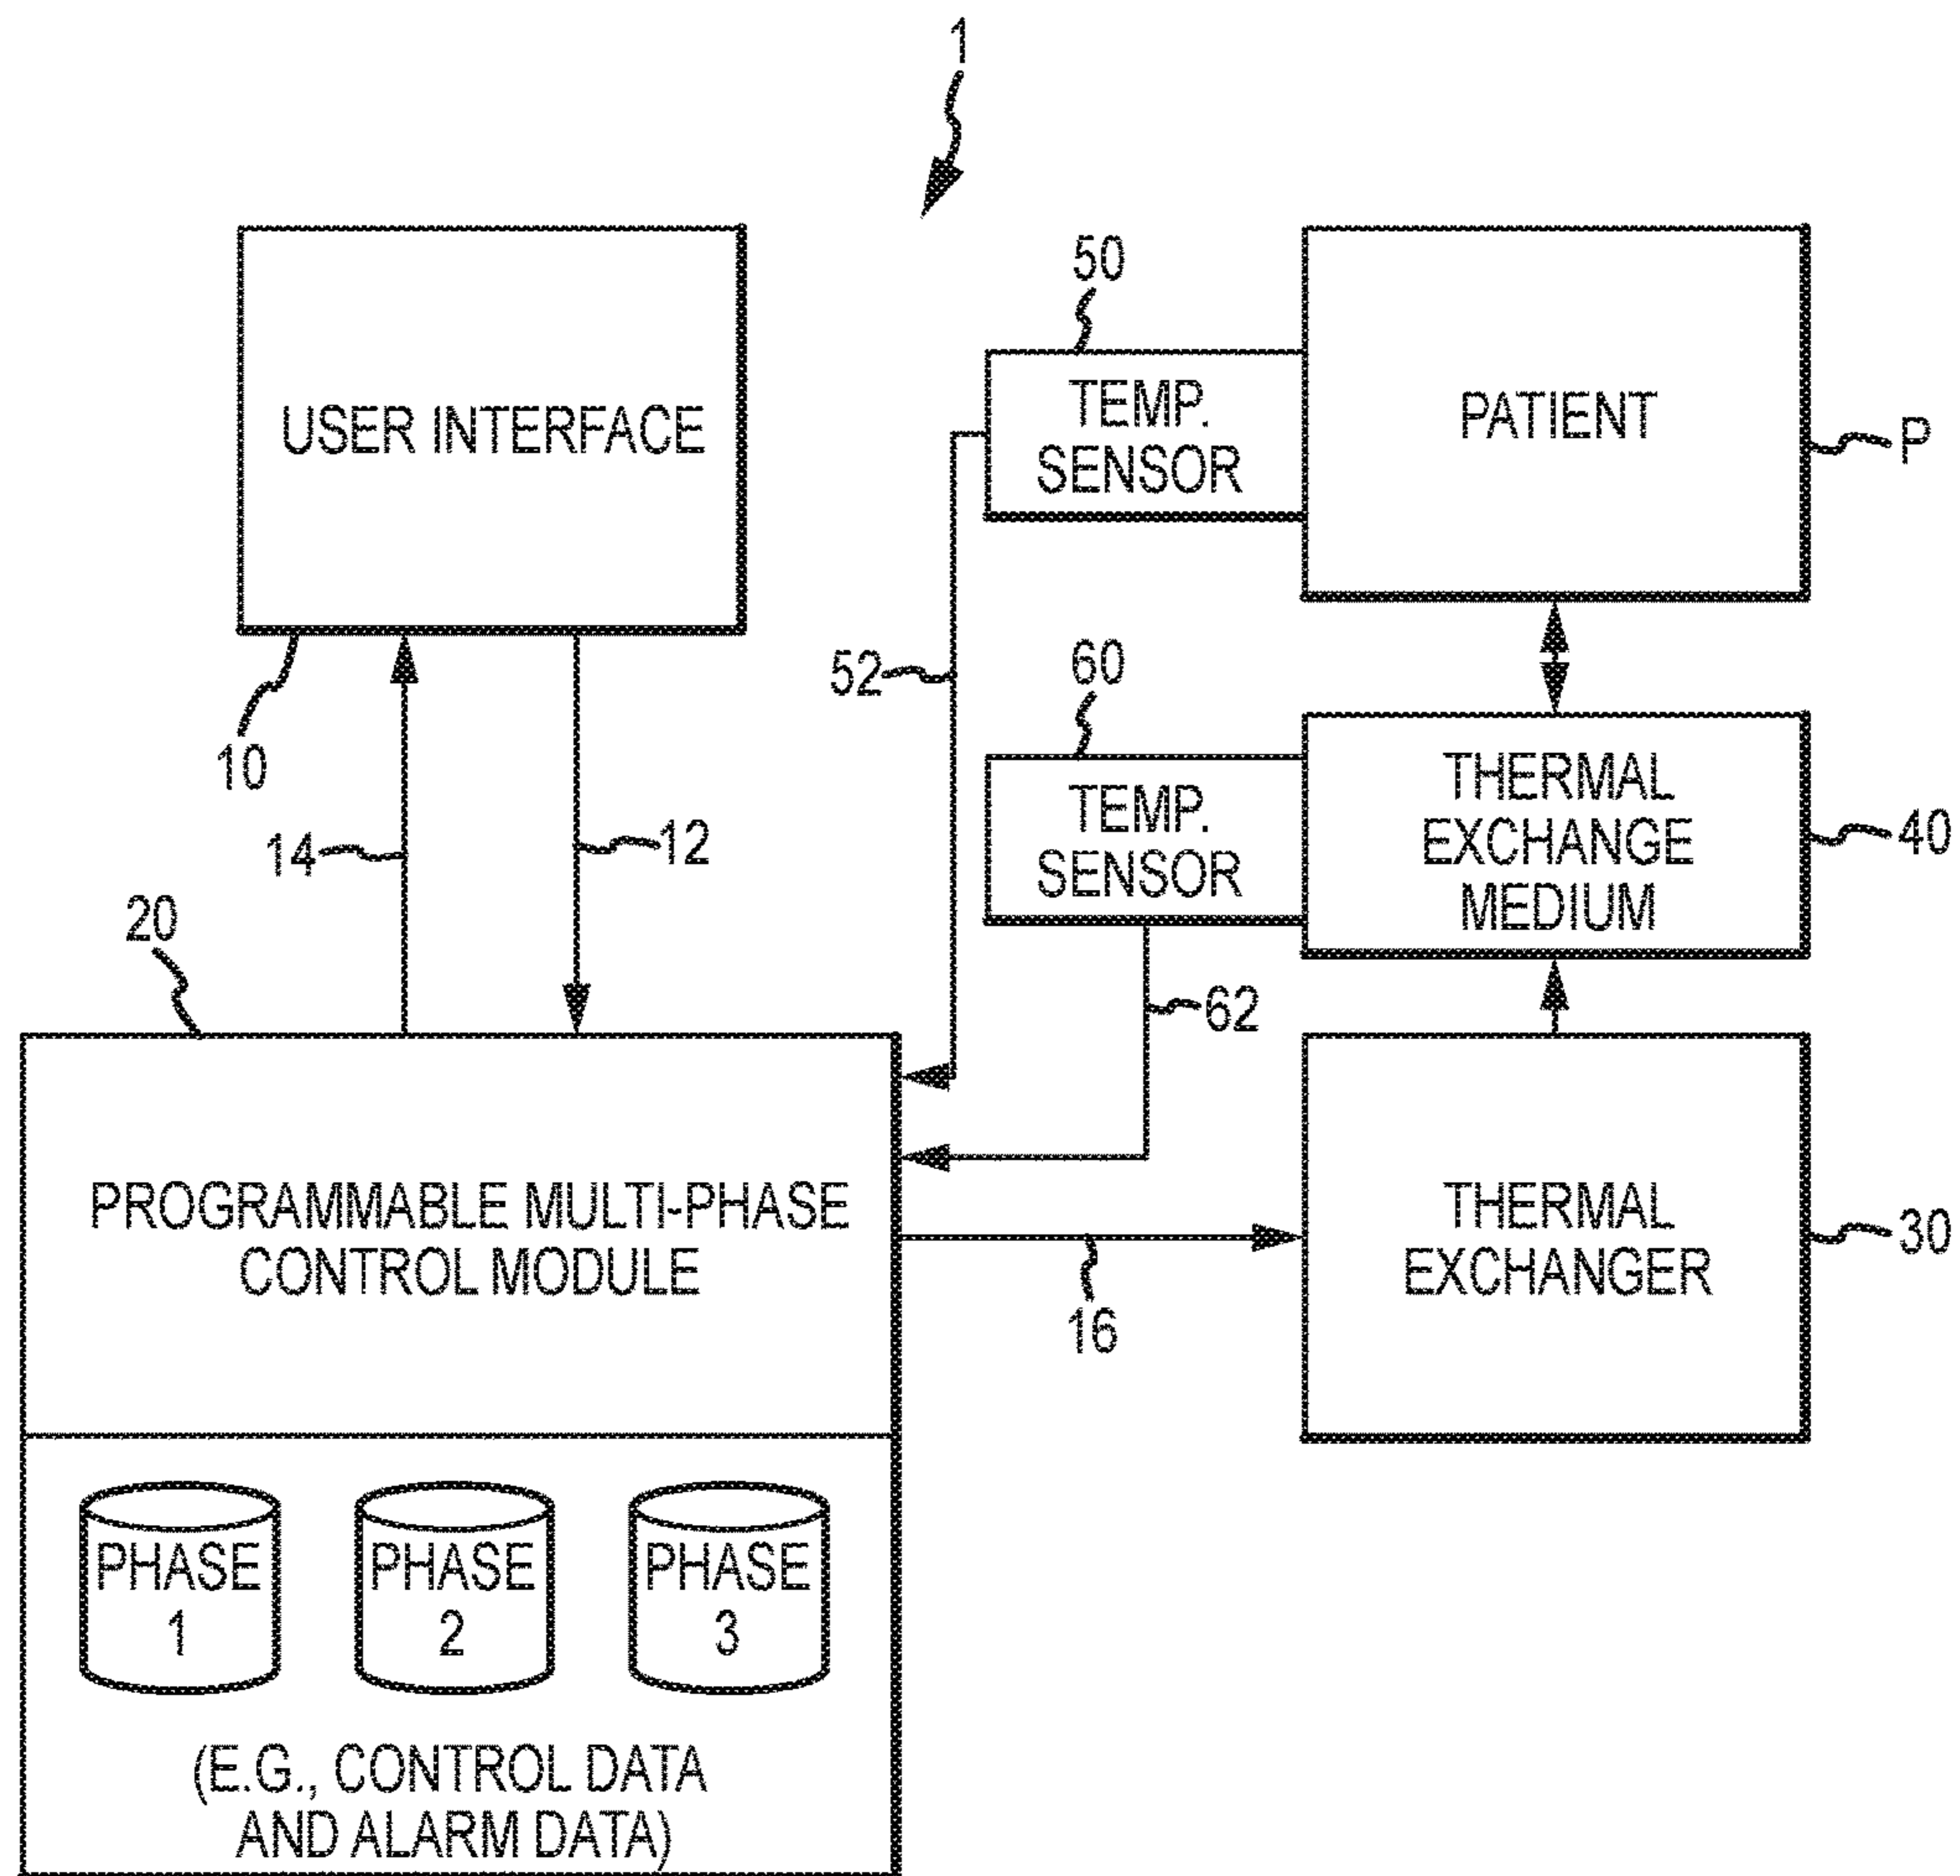 1
USER INTERFACE
10
14
12
50
TEMP.
SENSOR
52
PATIENT
P
60
TEMP.
SENSOR
62
THERMAL
EXCHANGE
MEDIUM
40
20
PROGRAMMABLE MULTI-PHASE
CONTROL MODULE
16
THERMAL
EXCHANGER
30
PHASE
1
PHASE
2
PHASE
3
(E.G., CONTROL DATA
AND ALARM DATA)